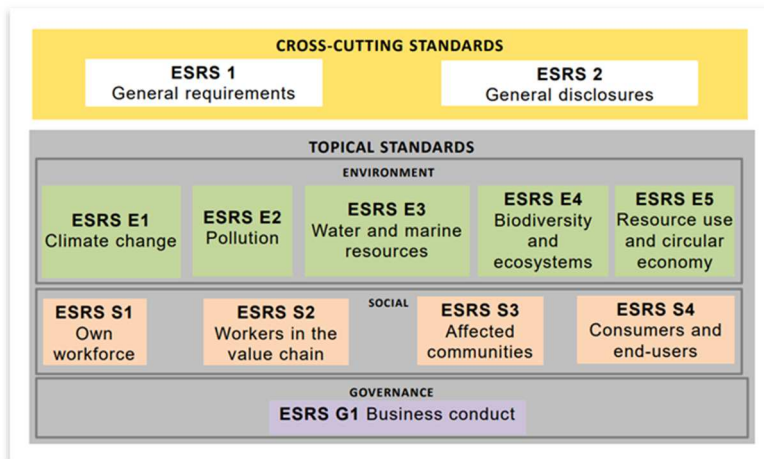 CROSS-CUTTING STANDARDS
ESRS 1
General requirements
ESRS 2
General disclosures
TOPICAL STANDARDS
ENVIRONMENT
ESRS E1
Climate change
ESRS E2
Pollution
ESRS E3
Water and marine
resources
ESRS E4
Biodiversity
and
ecosystems
ESRS E5
Resource use
and circular
economy
SOCIAL
ESRS S1
Own
workforce
ESRS S2
Workers in the
value chain
ESRS S3
Affected
communities
ESRS S4
Consumers and
end-users
GOVERNANCE
ESRS G1 Business conduct